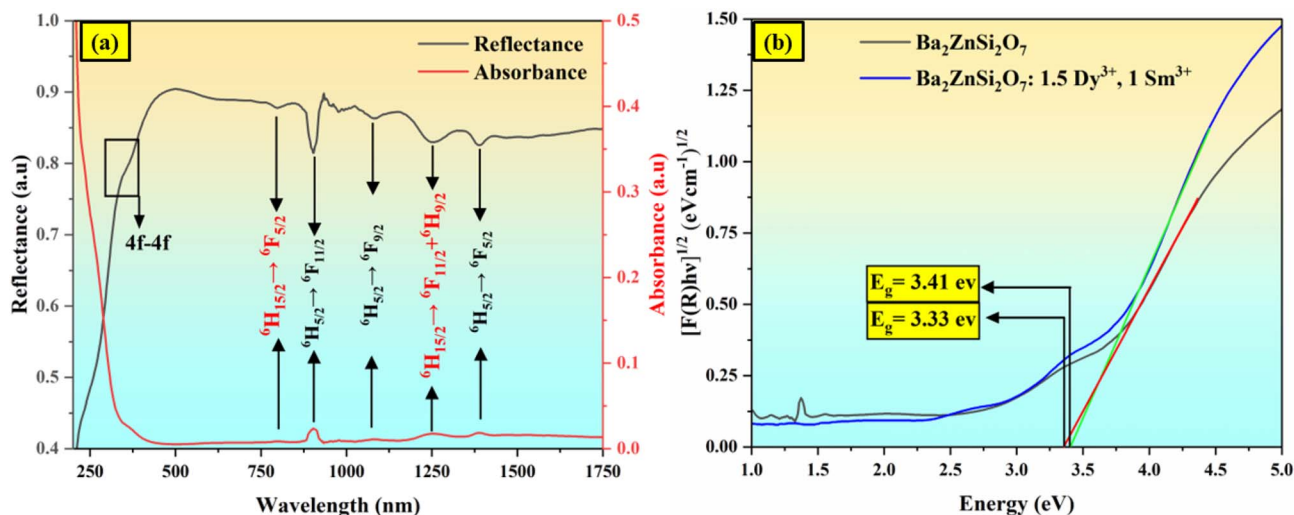 (a)
Reflectance
Absorbance
4f-4f
⁶H₁₅/₂→⁶F₅/₂
⁶H₅/₂→⁶F₁₁/₂
⁶H₅/₂→⁶F₉/₂
⁶H₁₅/₂→⁶F₁₁/₂+⁶H₉/₂
⁶H₅/₂→⁶F₅/₂
Reflectance (a.u)
1.0
0.9
0.8
0.7
0.6
0.5
0.4
Absorbance (a.u)
0.5
0.4
0.3
0.2
0.1
0.0
250 500 750 1000 1250 1500 1750
Wavelength (nm)
(b)
Ba₂ZnSi₂O₇
Ba₂ZnSi₂O₇: 1.5 Dy³⁺, 1 Sm³⁺
E_g= 3.41 ev
E_g= 3.33 ev
[F(R)hν]¹/² (eVcm⁻¹)¹/²
1.50
1.25
1.00
0.75
0.50
0.25
0.00
1.0 1.5 2.0 2.5 3.0 3.5 4.0 4.5 5.0
Energy (eV)